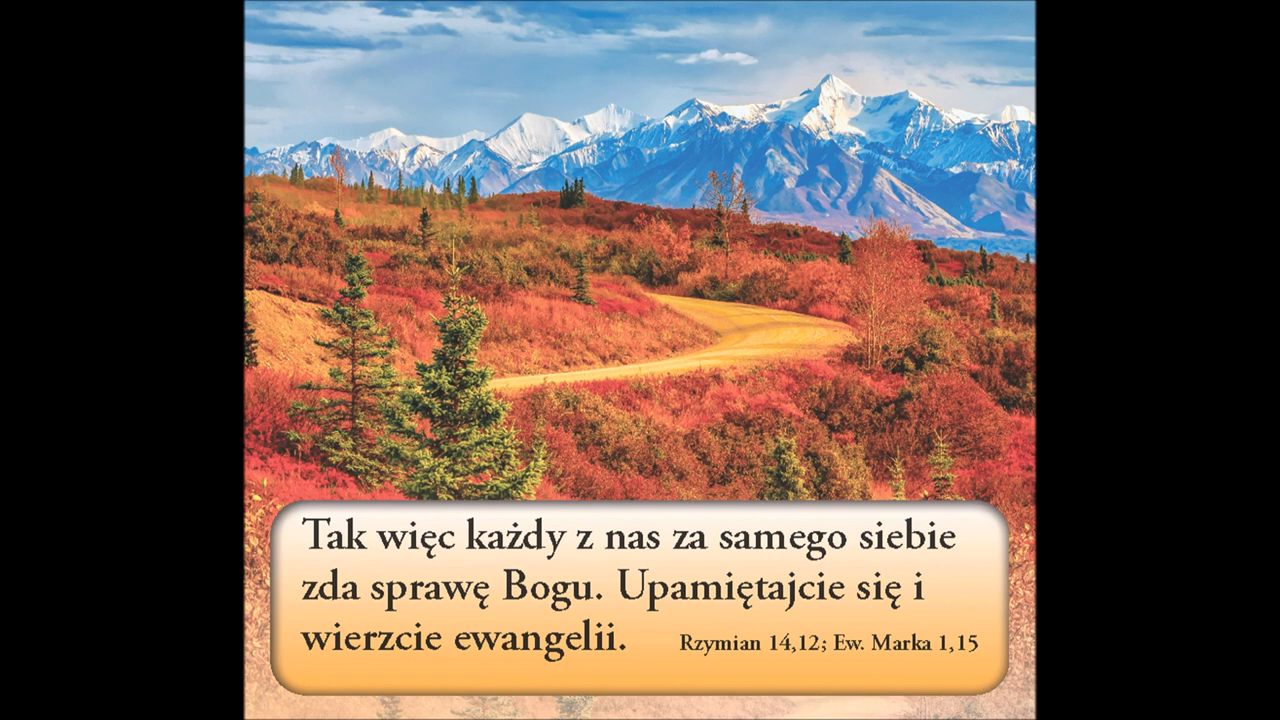 Tak więc każdy z nas za samego siebie
zda sprawę Bogu. Upamiętajcie się i
wierzcie ewangelii. Rzymian 14,12; Ew. Marka 1,15